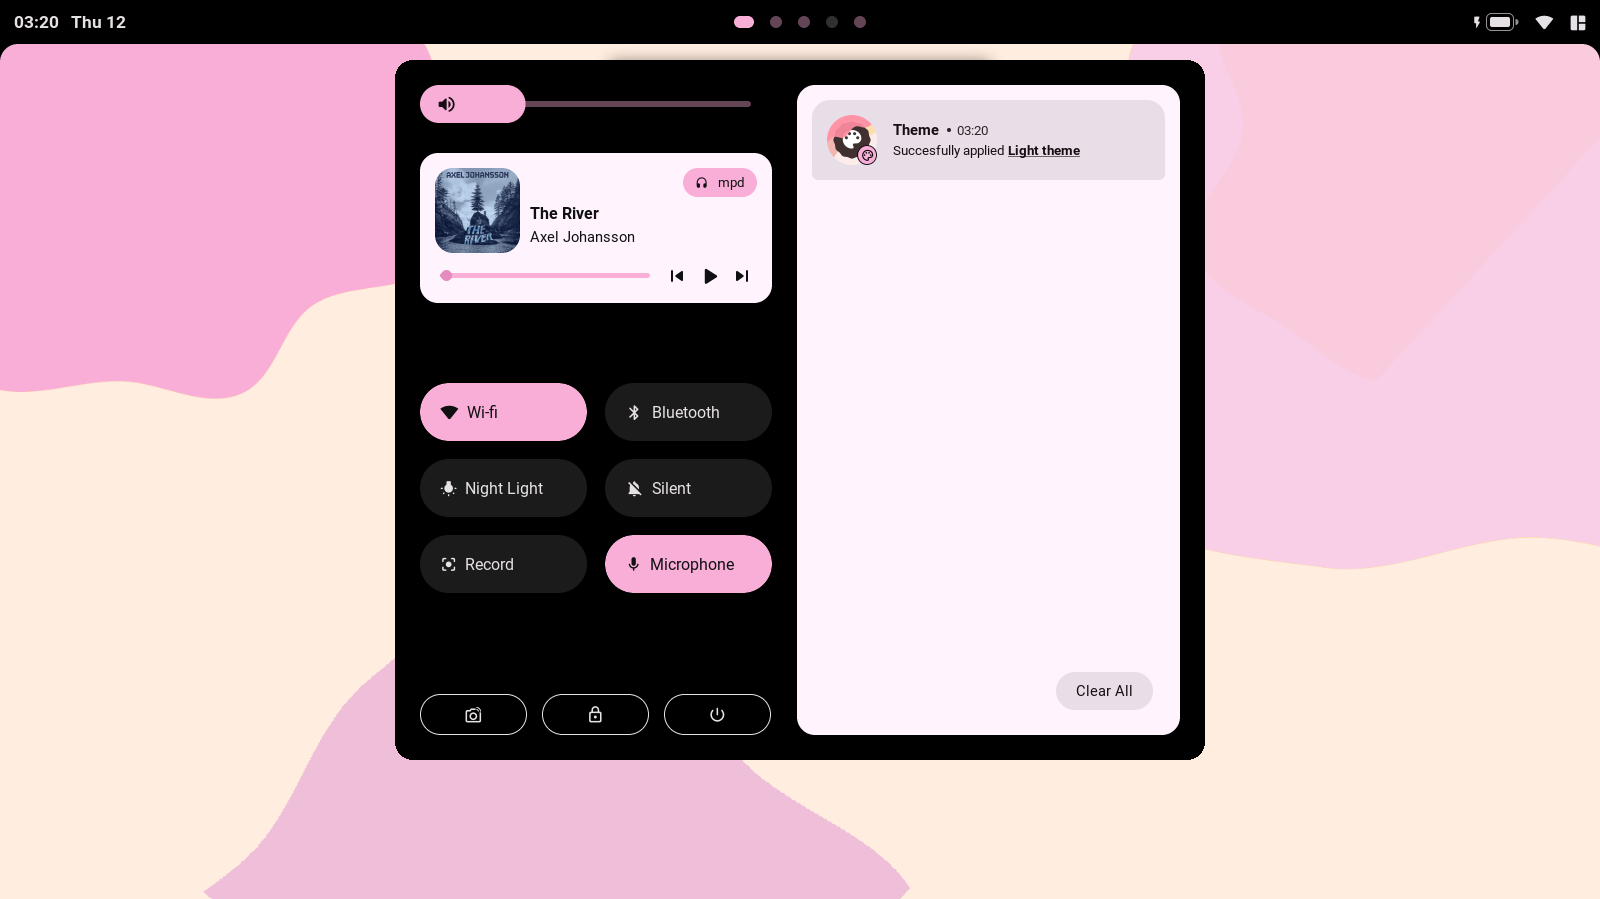 03:20 Thu 12
AXEL JOHANSSON
THE
RIVER
mpd
The River
Axel Johansson
Wi-fi
Bluetooth
Night Light
Silent
Record
Microphone
Theme • 03:20
Succesfully applied Light theme
Clear All